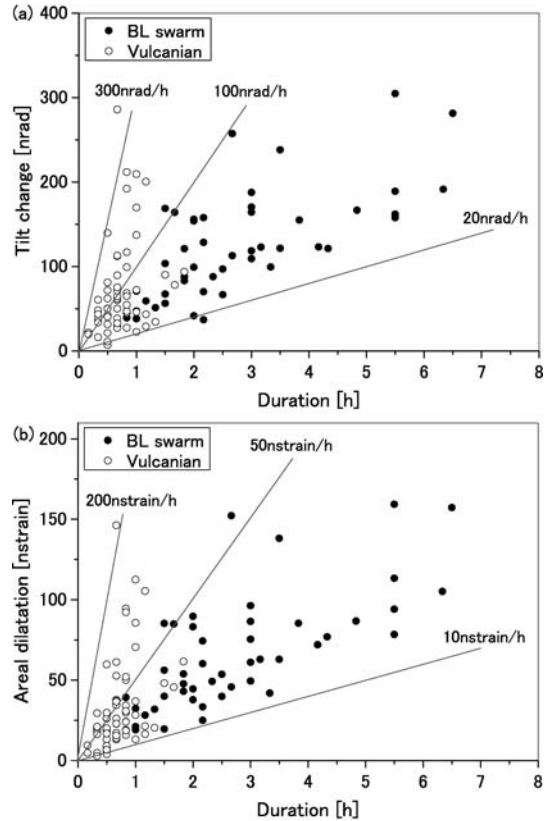 (a)
400
BL swarm
Vulcanian
300nrad/h
100nrad/h
300
200
20nrad/h
100
0
Tilt change [nrad]
0 1 2 3 4 5 6 7 8
Duration [h]
(b)
200
BL swarm
Vulcanian
50nstrain/h
200nstrain/h
150
100
10nstrain/h
50
0
Areal dilatation [nstrain]
0 1 2 3 4 5 6 7 8
Duration [h]